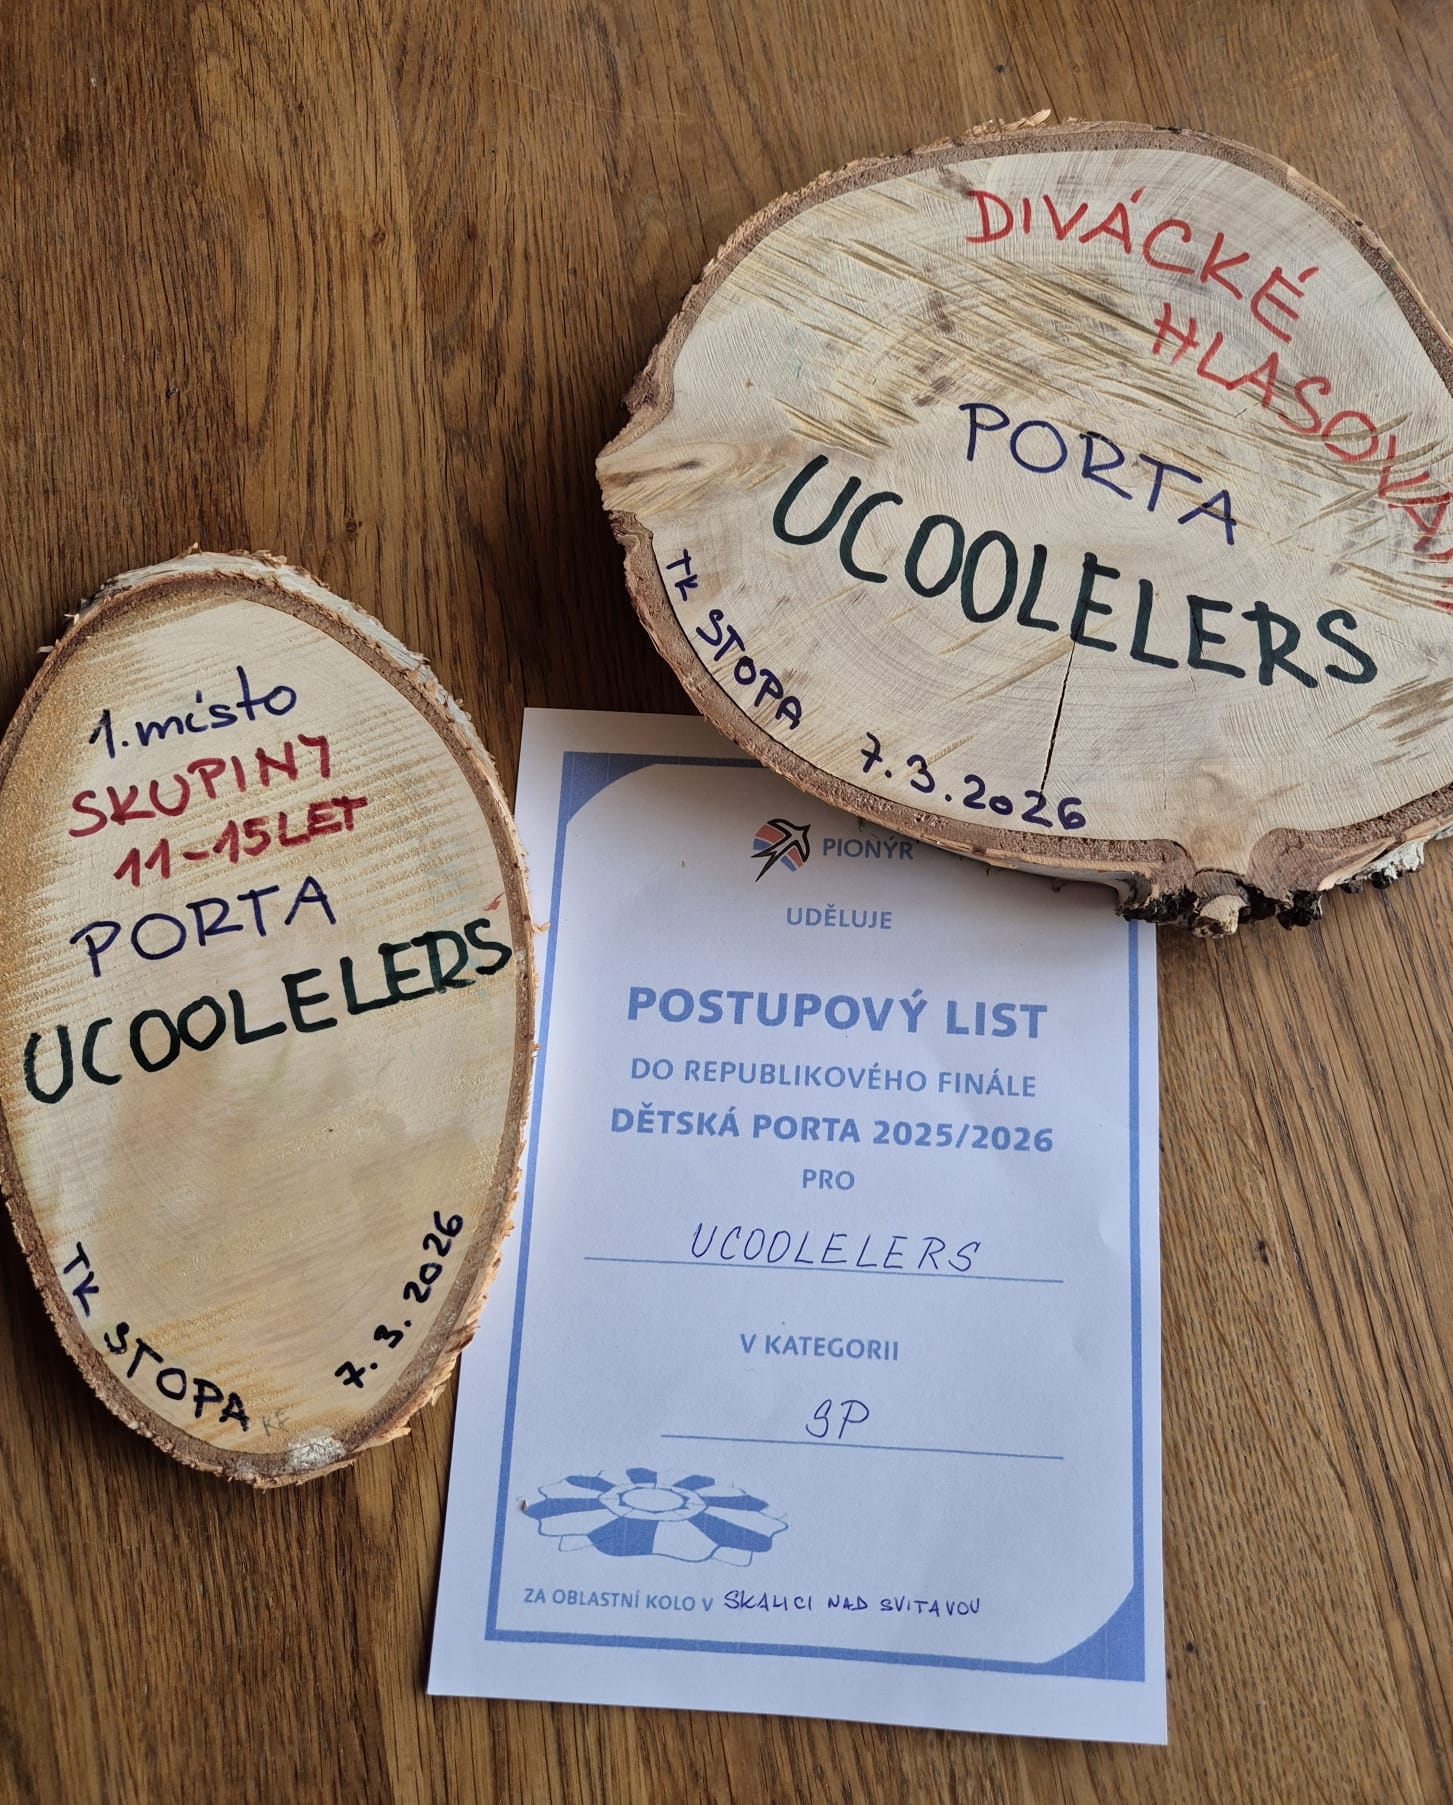 DIVÁCKÉ
HLASOVÁ
PORTA
UCOOLELERS
TK STOPA 7.3.2026
1. místo
SKUPINY
11-15 LET
PORTA
UCOOLELERS
TK STOPA 7.3.2026
PIONÝR
UDĚLUJE
POSTUPOVÝ LIST
DO REPUBLIKOVÉHO FINÁLE
DĚTSKÁ PORTA 2025/2026
PRO
UCOOLELERS
V KATEGORII
SP
ZA OBLASTNÍ KOLO V SKALICI NAD SVITAVOU